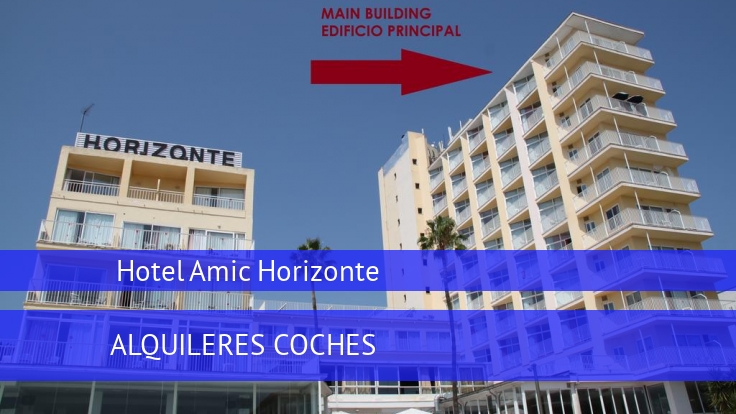 MAIN BUILDING
EDIFICIO PRINCIPAL
HORIZONTE
Hotel Amic Horizonte
ALQUILERES COCHES